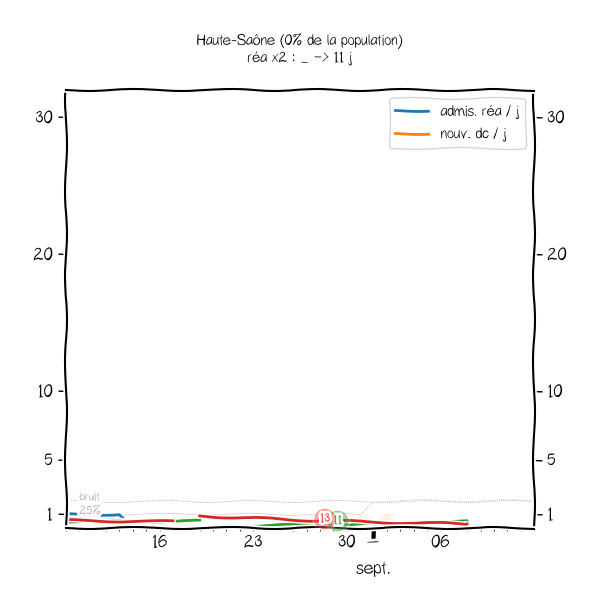 Haute-Saône (0% de la population)
réa x2 : _ -> 11 j
admis. réa / j
nouv. dc / j
30
30
20
20
10
10
5
5
bruit
25%
1
1
13
11
16
23
30
06
sept.